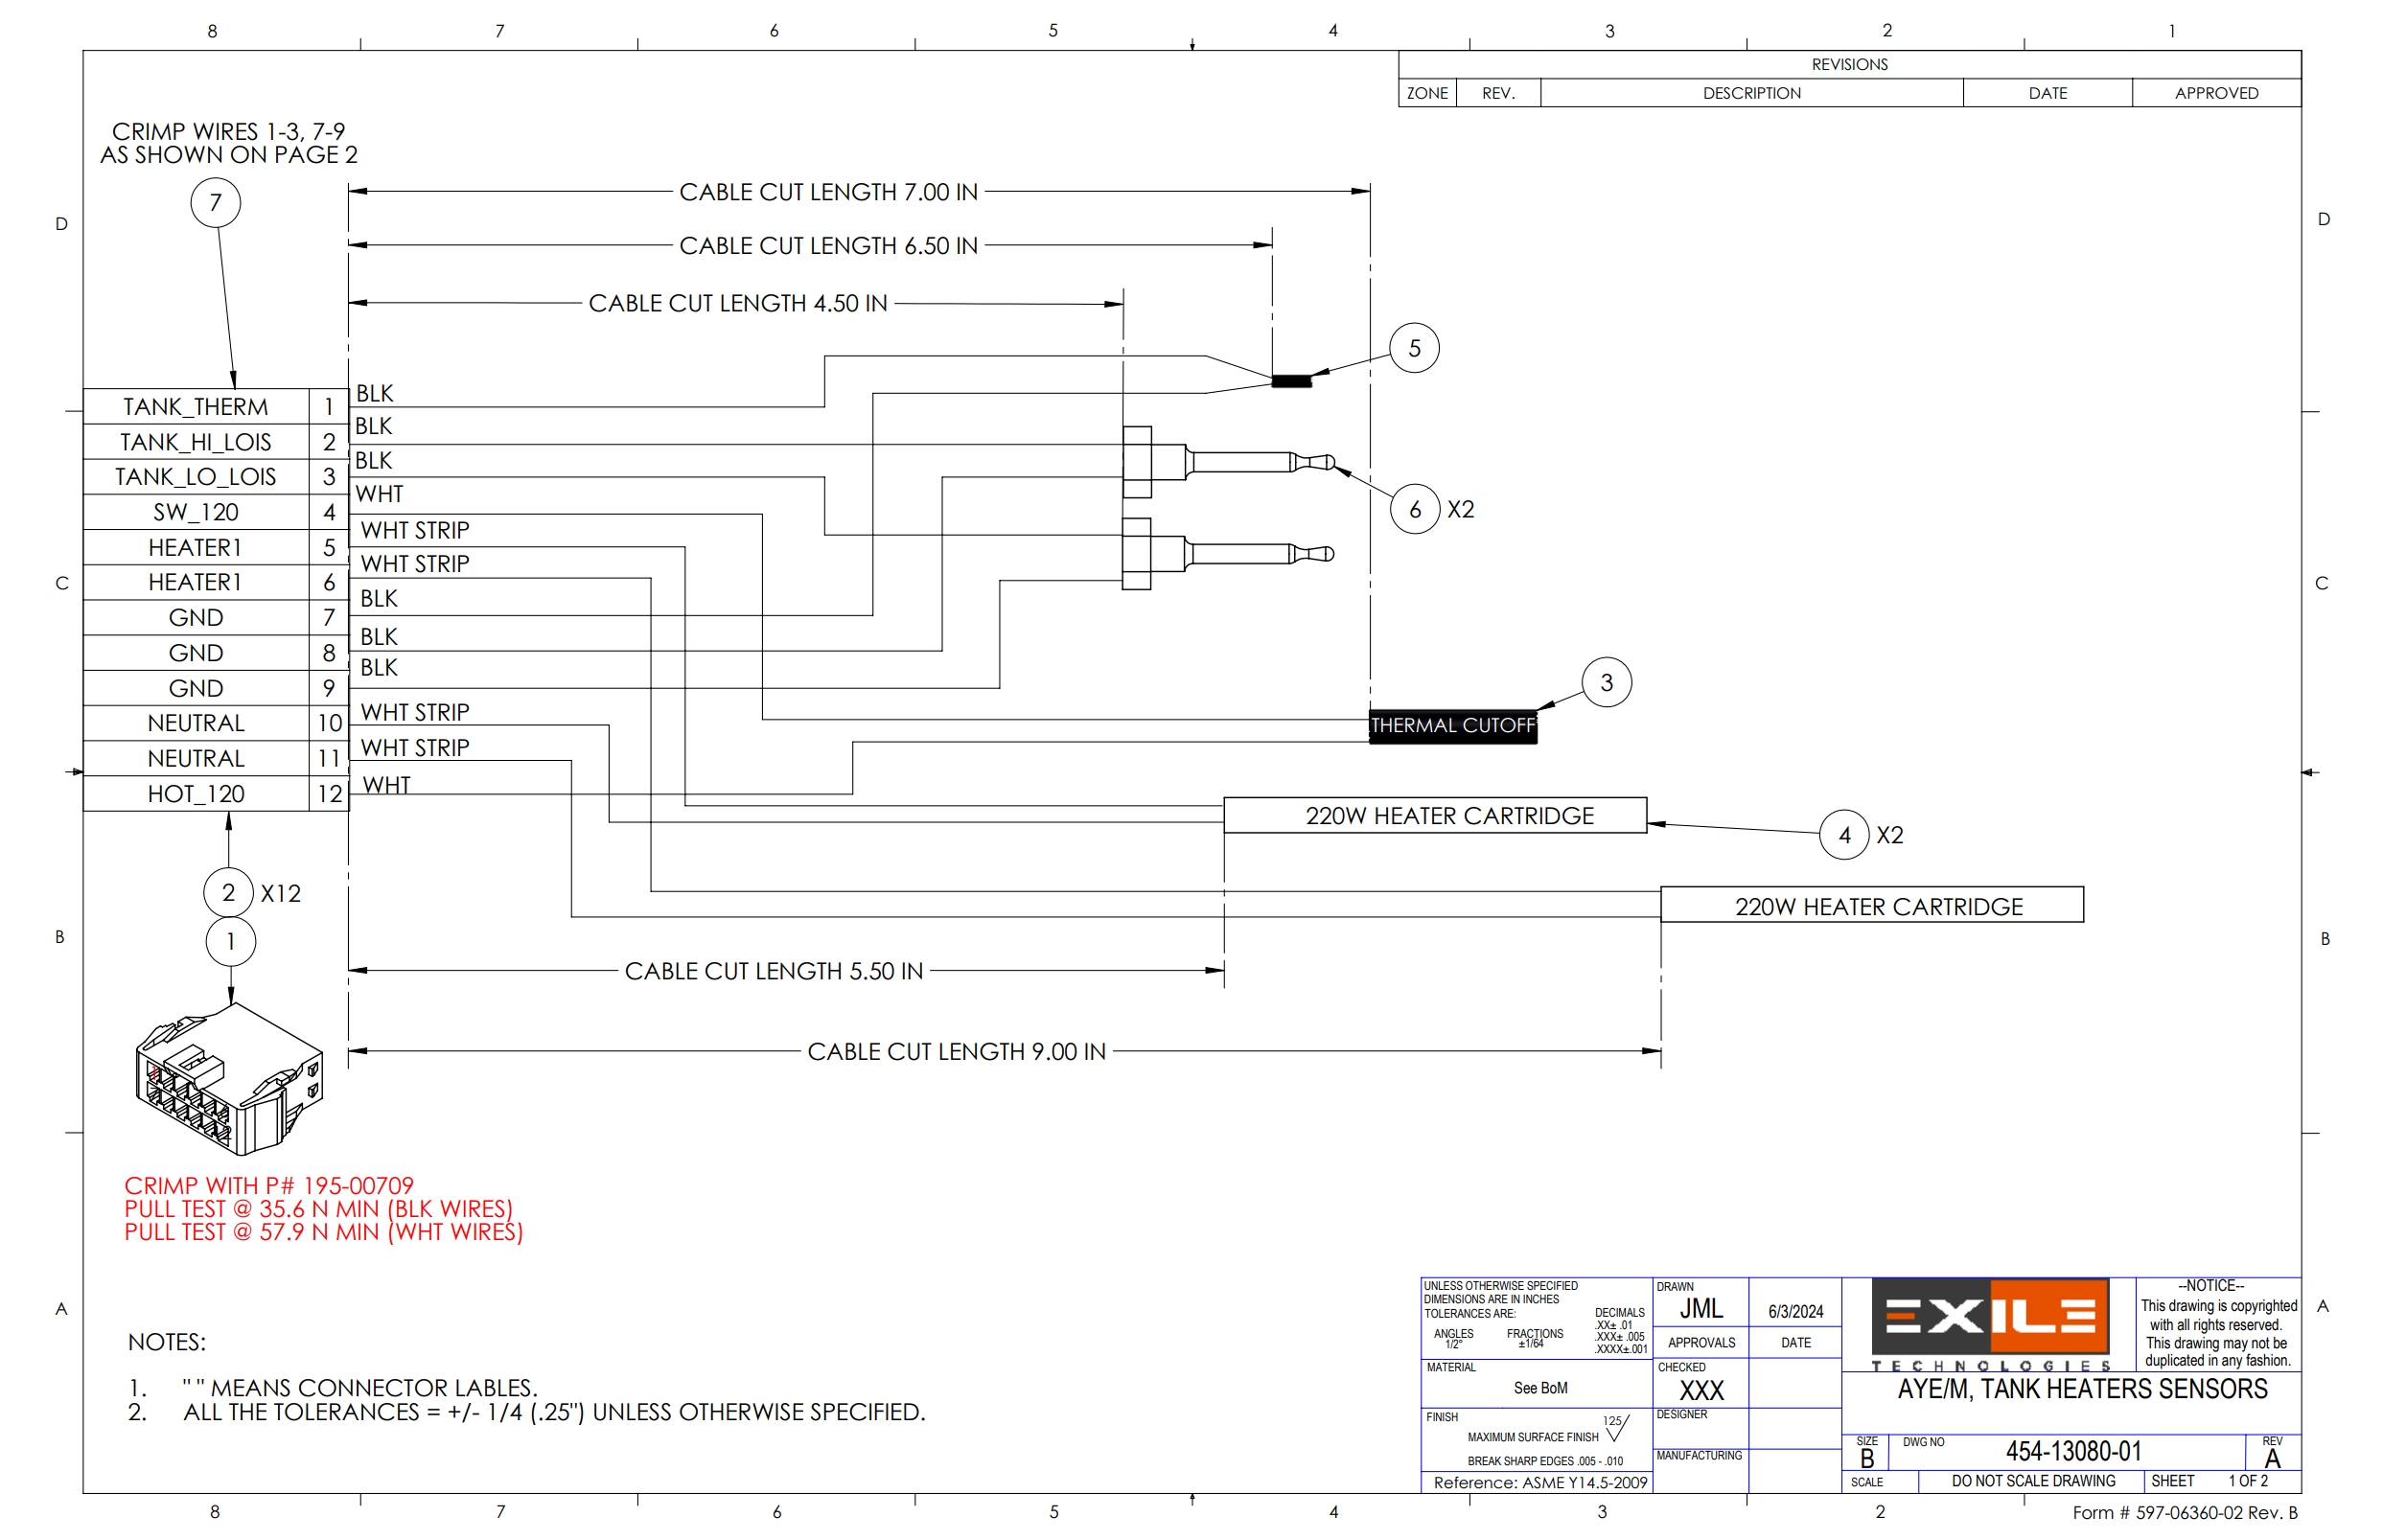 8 7 6 5 4 3 2 1
REVISIONS
ZONE REV. DESCRIPTION DATE APPROVED
CRIMP WIRES 1-3, 7-9
AS SHOWN ON PAGE 2
7
CABLE CUT LENGTH 7.00 IN
D D
CABLE CUT LENGTH 6.50 IN
CABLE CUT LENGTH 4.50 IN
5
TANK_THERM 1 BLK
TANK_HI_LOIS 2 BLK
TANK_LO_LOIS 3 BLK
6 X2
SW_120 4 WHT
HEATER1 5 WHT STRIP
HEATER1 6 WHT STRIP
C C
GND 7 BLK
GND 8 BLK
GND 9 BLK
3
NEUTRAL 10 WHT STRIP
THERMAL CUTOFF
NEUTRAL 11 WHT STRIP
HOT_120 12 WHT
220W HEATER CARTRIDGE
4 X2
2 X12
220W HEATER CARTRIDGE
1
B B
CABLE CUT LENGTH 5.50 IN
CABLE CUT LENGTH 9.00 IN
1
12
CRIMP WITH P# 195-00709
PULL TEST @ 35.6 N MIN (BLK WIRES)
PULL TEST @ 57.9 N MIN (WHT WIRES)
A A
NOTES:
1. " " MEANS CONNECTOR LABLES.
2. ALL THE TOLERANCES = +/- 1/4 (.25") UNLESS OTHERWISE SPECIFIED.
UNLESS OTHERWISE SPECIFIED
DIMENSIONS ARE IN INCHES
TOLERANCES ARE:
DECIMALS
.XX± .01
.XXX± .005
.XXXX±.001
ANGLES
1/2°
FRACTIONS
±1/64
MATERIAL
See BoM
FINISH
125
MAXIMUM SURFACE FINISH
BREAK SHARP EDGES .005 - .010
Reference: ASME Y14.5-2009
DRAWN
JML 6/3/2024
APPROVALS DATE
CHECKED
XXX
DESIGNER
MANUFACTURING
EXILE
TECHNOLOGIES
--NOTICE--
This drawing is copyrighted
with all rights reserved.
This drawing may not be
duplicated in any fashion.
AYE/M, TANK HEATERS SENSORS
SIZE
B
DWG NO
454-13080-01
REV
A
SCALE DO NOT SCALE DRAWING SHEET 1 OF 2
8 7 6 5 4 3 2
Form # 597-06360-02 Rev. B